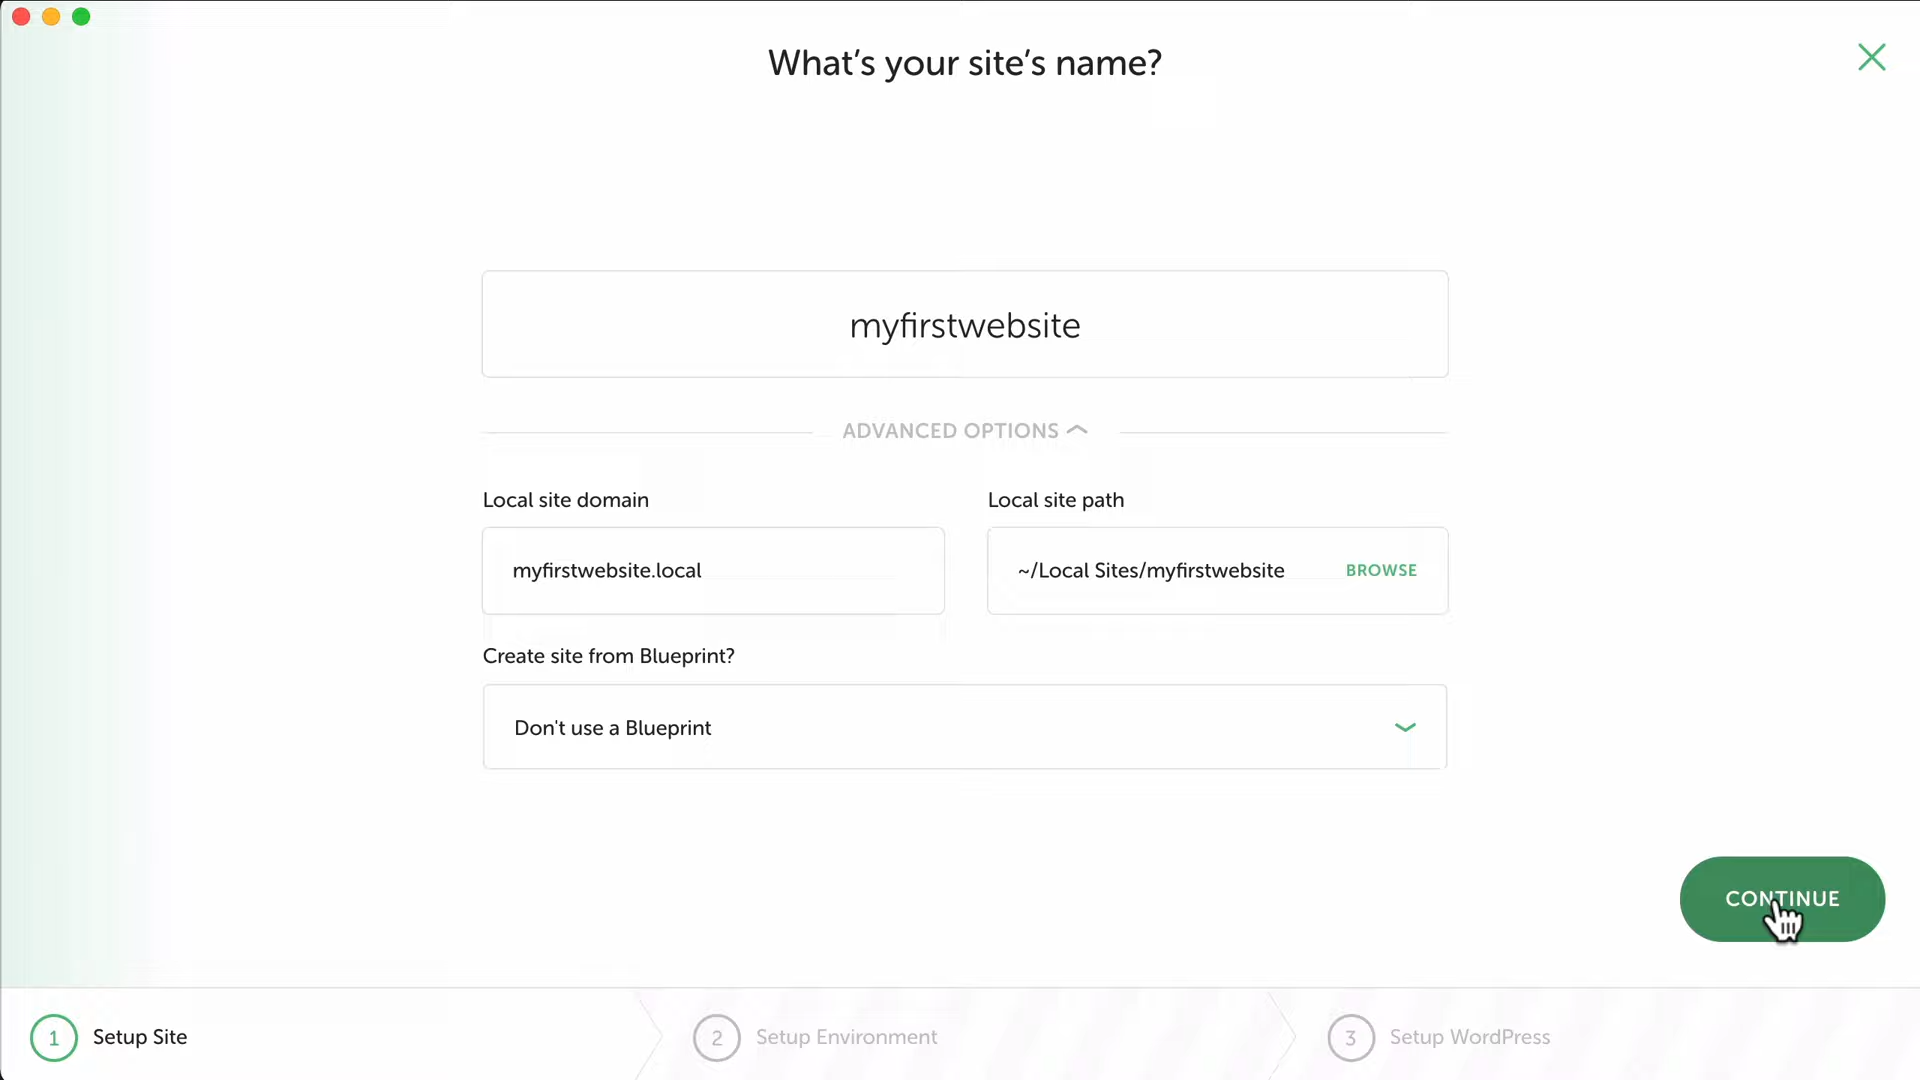 What's your site's name?
myfirstwebsite
ADVANCED OPTIONS
Local site domain
Local site path
myfirstwebsite.local
~/Local Sites/myfirstwebsite
BROWSE
Create site from Blueprint?
Don't use a Blueprint
CONTINUE
1 Setup Site
2 Setup Environment
3 Setup WordPress